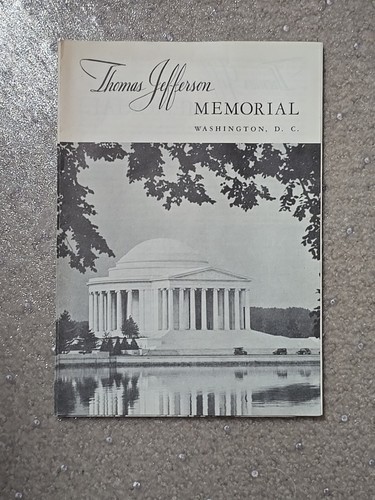 Thomas Jefferson
MEMORIAL
WASHINGTON, D. C.